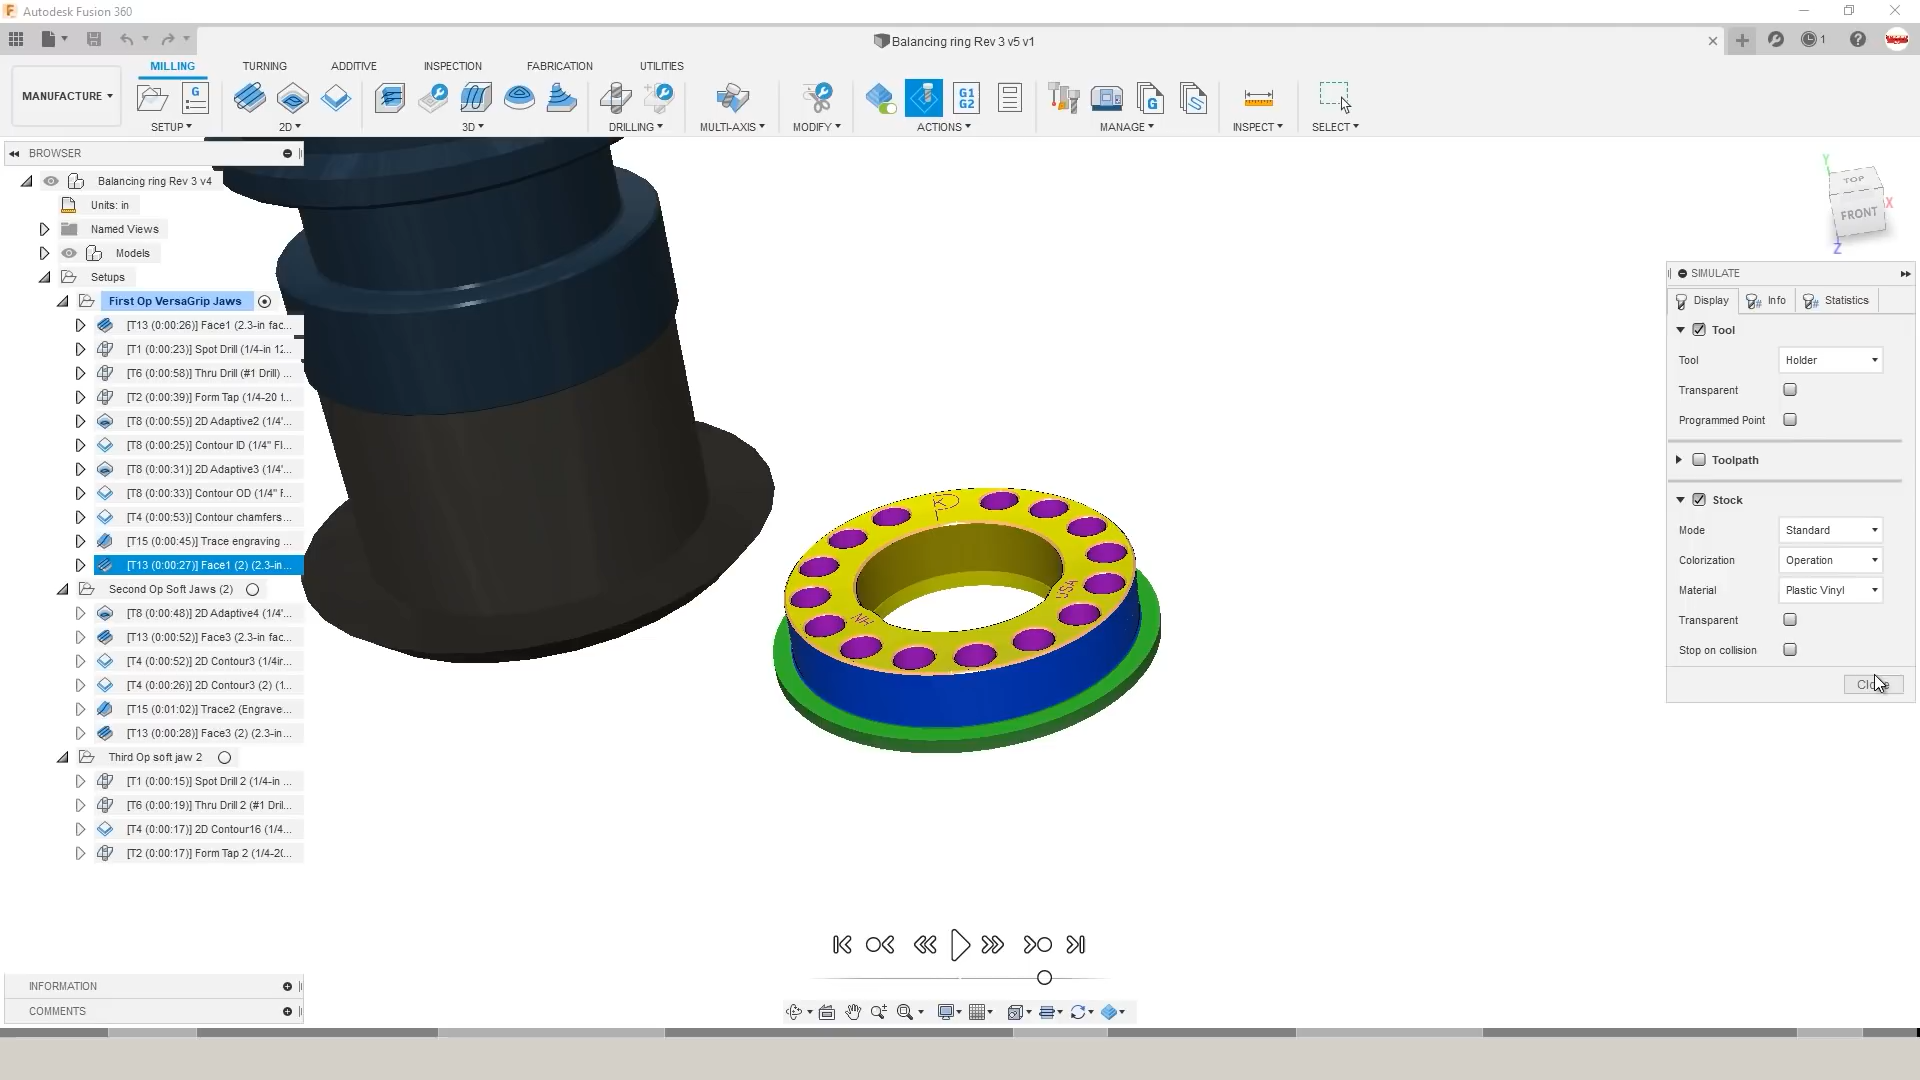 Autodesk Fusion 360
Balancing ring Rev 3 v5 v1
1
MILLING TURNING ADDITIVE INSPECTION FABRICATION UTILITIES
MANUFACTURE
G1
G2
SETUP 2D 3D DRILLING MULTI-AXIS MODIFY ACTIONS MANAGE INSPECT SELECT
BROWSER
Balancing ring Rev 3 v4
Units: in
Named Views
Models
Setups
First Op VersaGrip Jaws
[T13 (0:00:26)] Face1 (2.3-in fac...
[T1 (0:00:23)] Spot Drill (1/4-in 12...
[T6 (0:00:58)] Thru Drill (#1 Drill) ...
[T2 (0:00:39)] Form Tap (1/4-20 f...
[T8 (0:00:55)] 2D Adaptive2 (1/4"...
[T8 (0:00:25)] Contour ID (1/4" Fl...
[T8 (0:00:31)] 2D Adaptive3 (1/4"...
[T8 (0:00:33)] Contour OD (1/4" F...
[T4 (0:00:53)] Contour chamfers...
[T15 (0:00:45)] Trace engraving ...
[T13 (0:00:27)] Face1 (2) (2.3-in...
Second Op Soft Jaws (2)
[T8 (0:00:48)] 2D Adaptive4 (1/4"...
[T13 (0:00:52)] Face3 (2.3-in fac...
[T4 (0:00:52)] 2D Contour3 (1/4in...
[T4 (0:00:26)] 2D Contour3 (2) (1...
[T15 (0:01:02)] Trace2 (Engrave...
[T13 (0:00:28)] Face3 (2) (2.3-in...
Third Op soft jaw 2
[T1 (0:00:15)] Spot Drill 2 (1/4-in ...
[T6 (0:00:19)] Thru Drill 2 (#1 Dril...
[T4 (0:00:17)] 2D Contour16 (1/4...
[T2 (0:00:17)] Form Tap 2 (1/4-2(...
INFORMATION
COMMENTS
USA
NH
Y
TOP
FRONT
X
Z
SIMULATE
Display Info Statistics
Tool
Tool Holder
Transparent
Programmed Point
Toolpath
Stock
Mode Standard
Colorization Operation
Material Plastic Vinyl
Transparent
Stop on collision